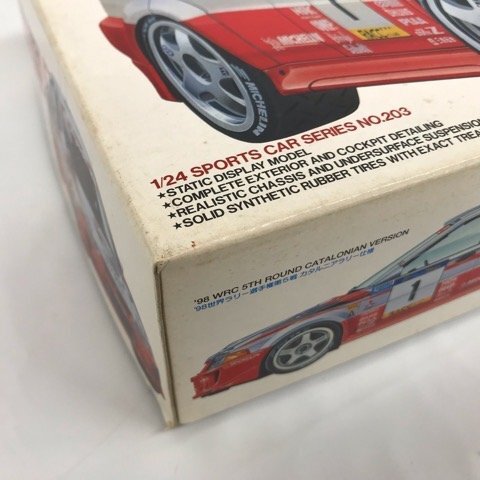 1
MICHELIN
MICHELIN
1/24 SPORTS CAR SERIES NO.203
★STATIC DISPLAY MODEL
★COMPLETE EXTERIOR AND COCKPIT DETAILING
★REALISTIC CHASSIS AND UNDERSURFACE SUSPENSION
★SOLID SYNTHETIC RUBBER TIRES WITH EXACT TREA
'98 WRC 5TH ROUND CATALONIAN VERSION
'98世界ラリー選手権第5戦 カタルニアラリー仕様
1